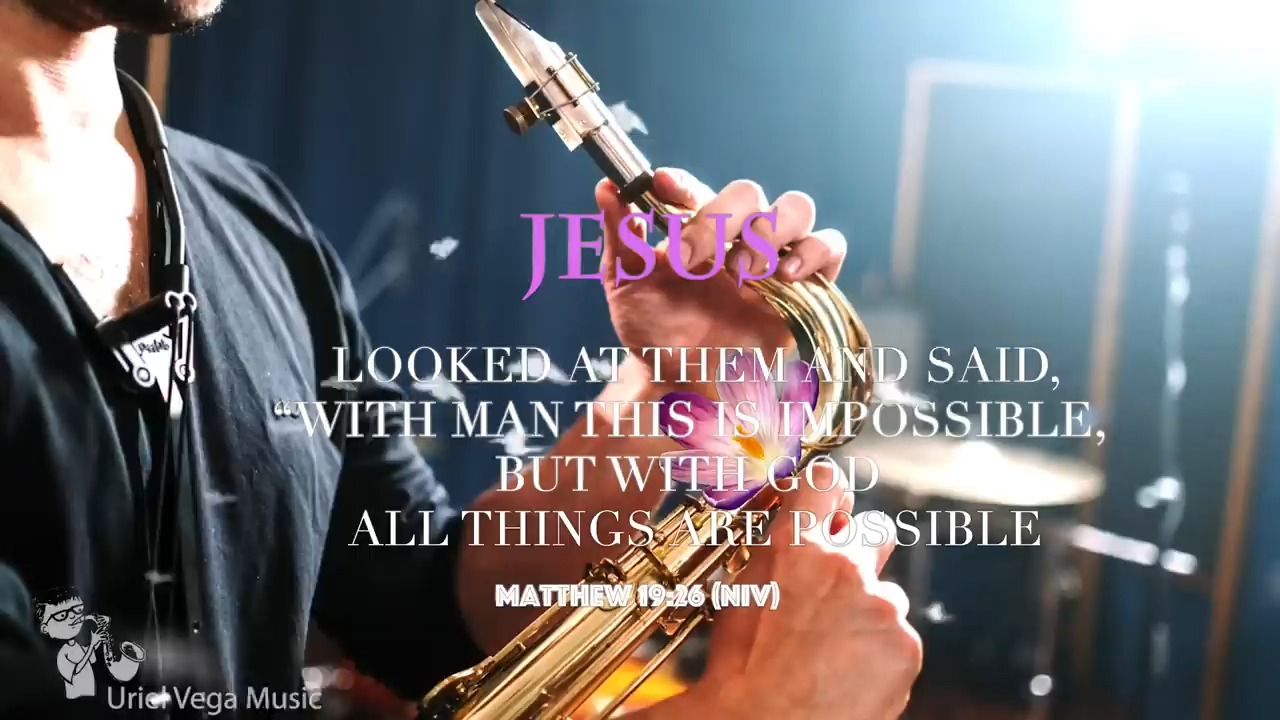 JESUS
LOOKED AT THEM AND SAID,
“WITH MAN THIS IS IMPOSSIBLE,
BUT WITH GOD
ALL THINGS ARE POSSIBLE
MATTHEW 19:26 (NIV)
Uriel Vega Music